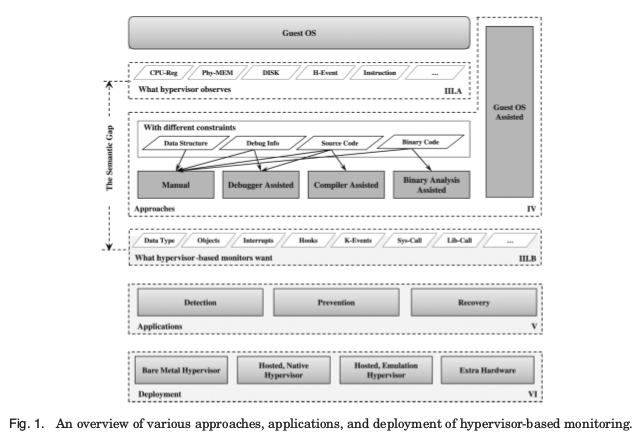 Guest OS
CPU-Reg Phy-MEM DISK H-Event Instruction ...
What hypervisor observes III.A
The Semantic Gap
Guest OS
Assisted
With different constraints
Data Structure Debug Info Source Code Binary Code
Manual Debugger Assisted Compiler Assisted Binary Analysis
Assisted
Approaches IV
Data Type Objects Interrupts Hooks K-Events Sys-Call Lib-Call ...
What hypervisor -based monitors want III.B
Detection Prevention Recovery
Applications V
Bare Metal Hypervisor Hosted, Native
Hypervisor Hosted, Emulation
Hypervisor Extra Hardware
Deployment VI
Fig. 1. An overview of various approaches, applications, and deployment of hypervisor-based monitoring.